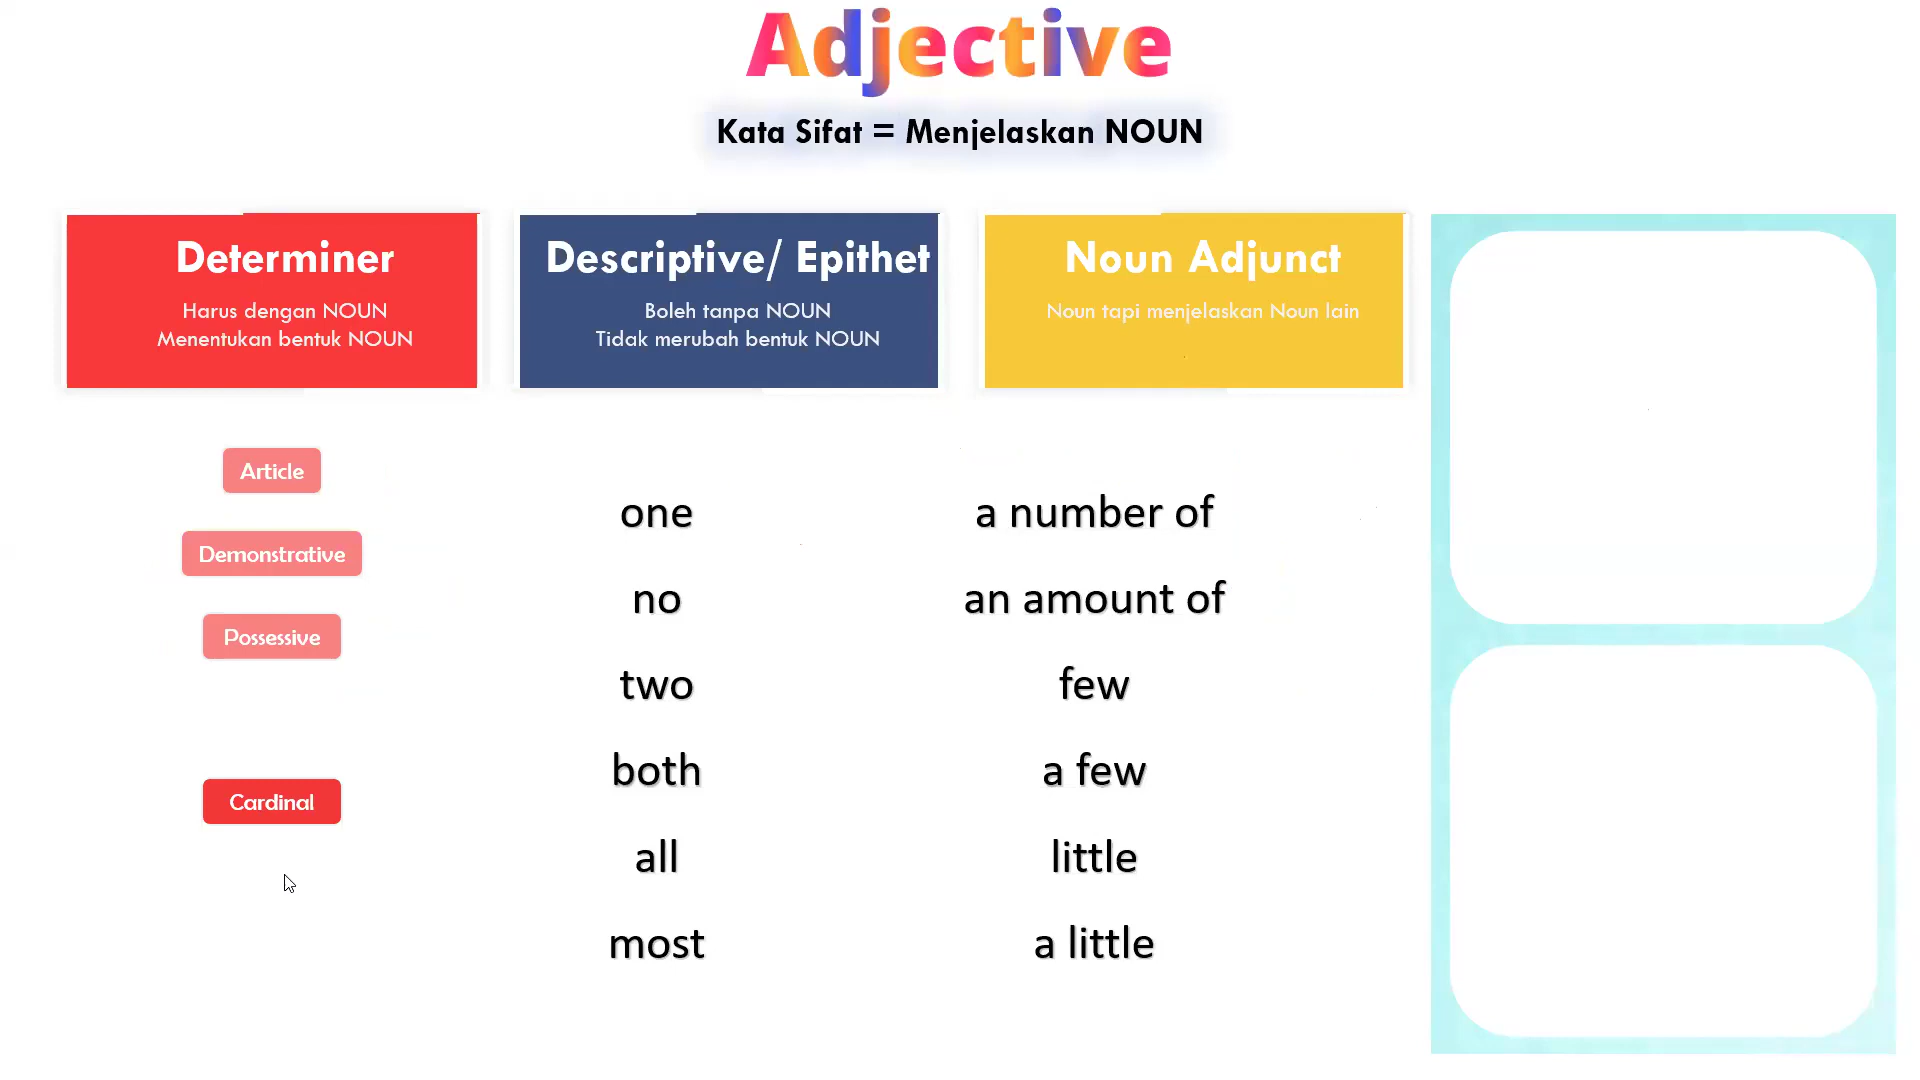 Adjective
Kata Sifat = Menjelaskan NOUN
Determiner
Harus dengan NOUN
Menentukan bentuk NOUN
Descriptive/ Epithet
Boleh tanpa NOUN
Tidak merubah bentuk NOUN
Noun Adjunct
Noun tapi menjelaskan Noun lain
Article
Demonstrative
Possessive
Cardinal
one
no
two
both
all
most
a number of
an amount of
few
a few
little
a little